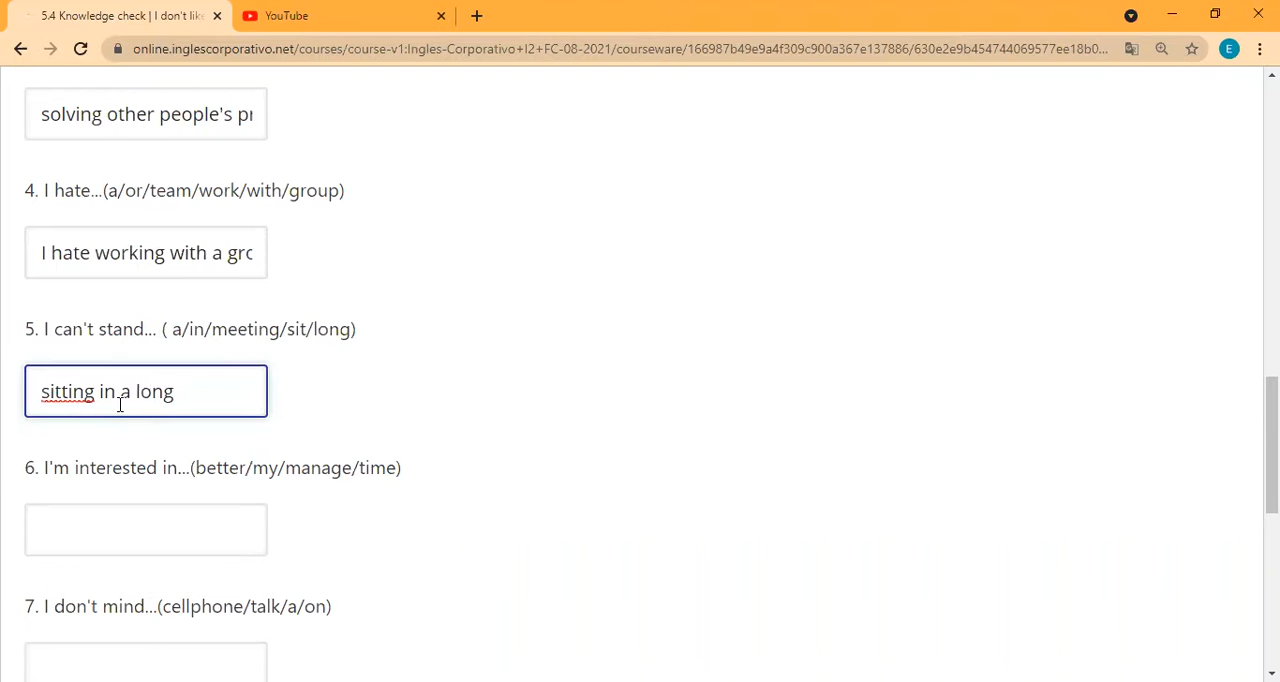 5.4 Knowledge check | I don't like
YouTube
online.inglescorporativo.net/courses/course-v1:Ingles-Corporativo+I2+FC-08-2021/courseware/166987b49e9a4f309c900a367e137886/630e2e9b454744069577ee18b0...
E
solving other people's pr
4. I hate...(a/or/team/work/with/group)
I hate working with a gro
5. I can't stand... ( a/in/meeting/sit/long)
sitting in a long
6. I'm interested in...(better/my/manage/time)
7. I don't mind...(cellphone/talk/a/on)